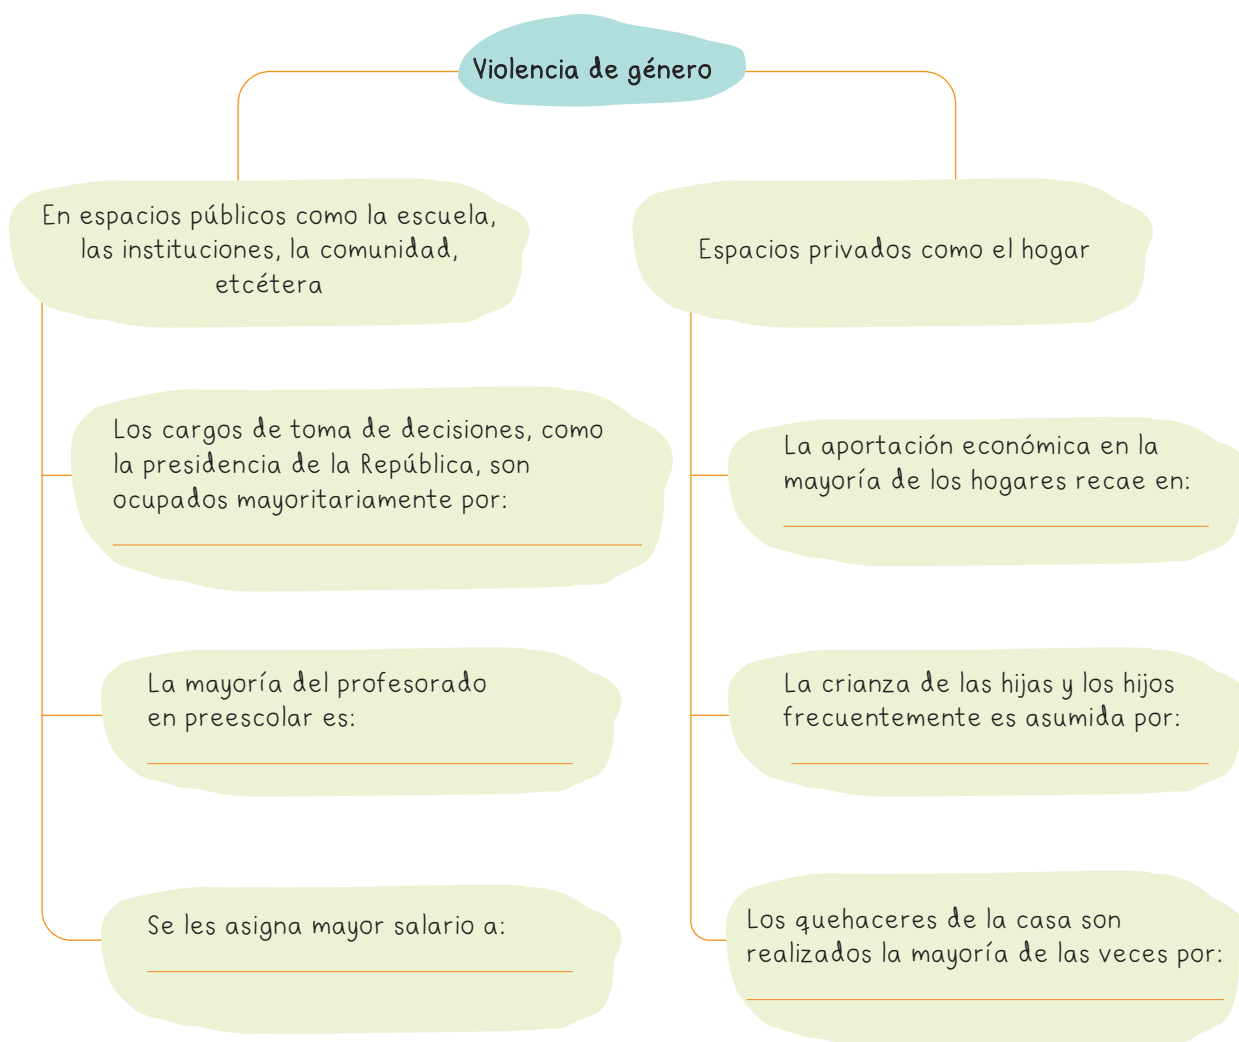 Violencia de género
En espacios públicos como la escuela,
las instituciones, la comunidad,
etcétera
Los cargos de toma de decisiones, como
la presidencia de la República, son
ocupados mayoritariamente por:
La mayoría del profesorado
en preescolar es:
Se les asigna mayor salario a:
Espacios privados como el hogar
La aportación económica en la
mayoría de los hogares recae en:
La crianza de las hijas y los hijos
frecuentemente es asumida por:
Los quehaceres de la casa son
realizados la mayoría de las veces por: